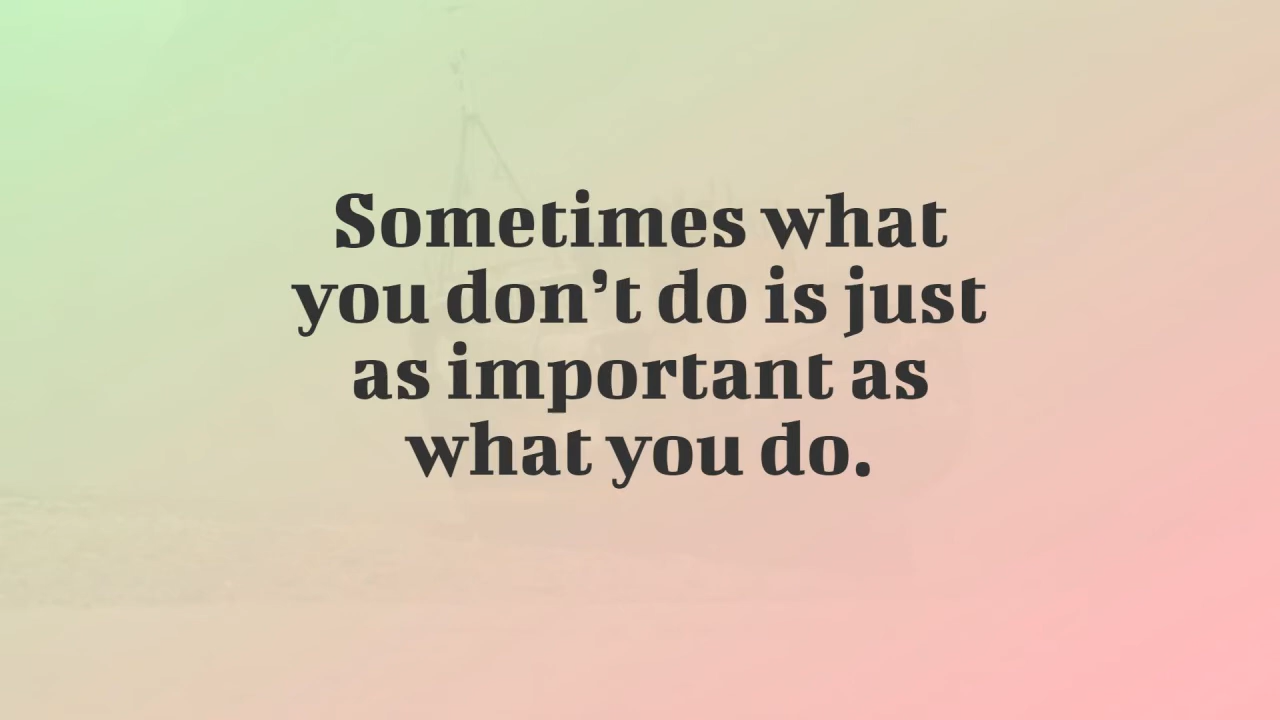 Sometimes what
you don’t do is just
as important as
what you do.